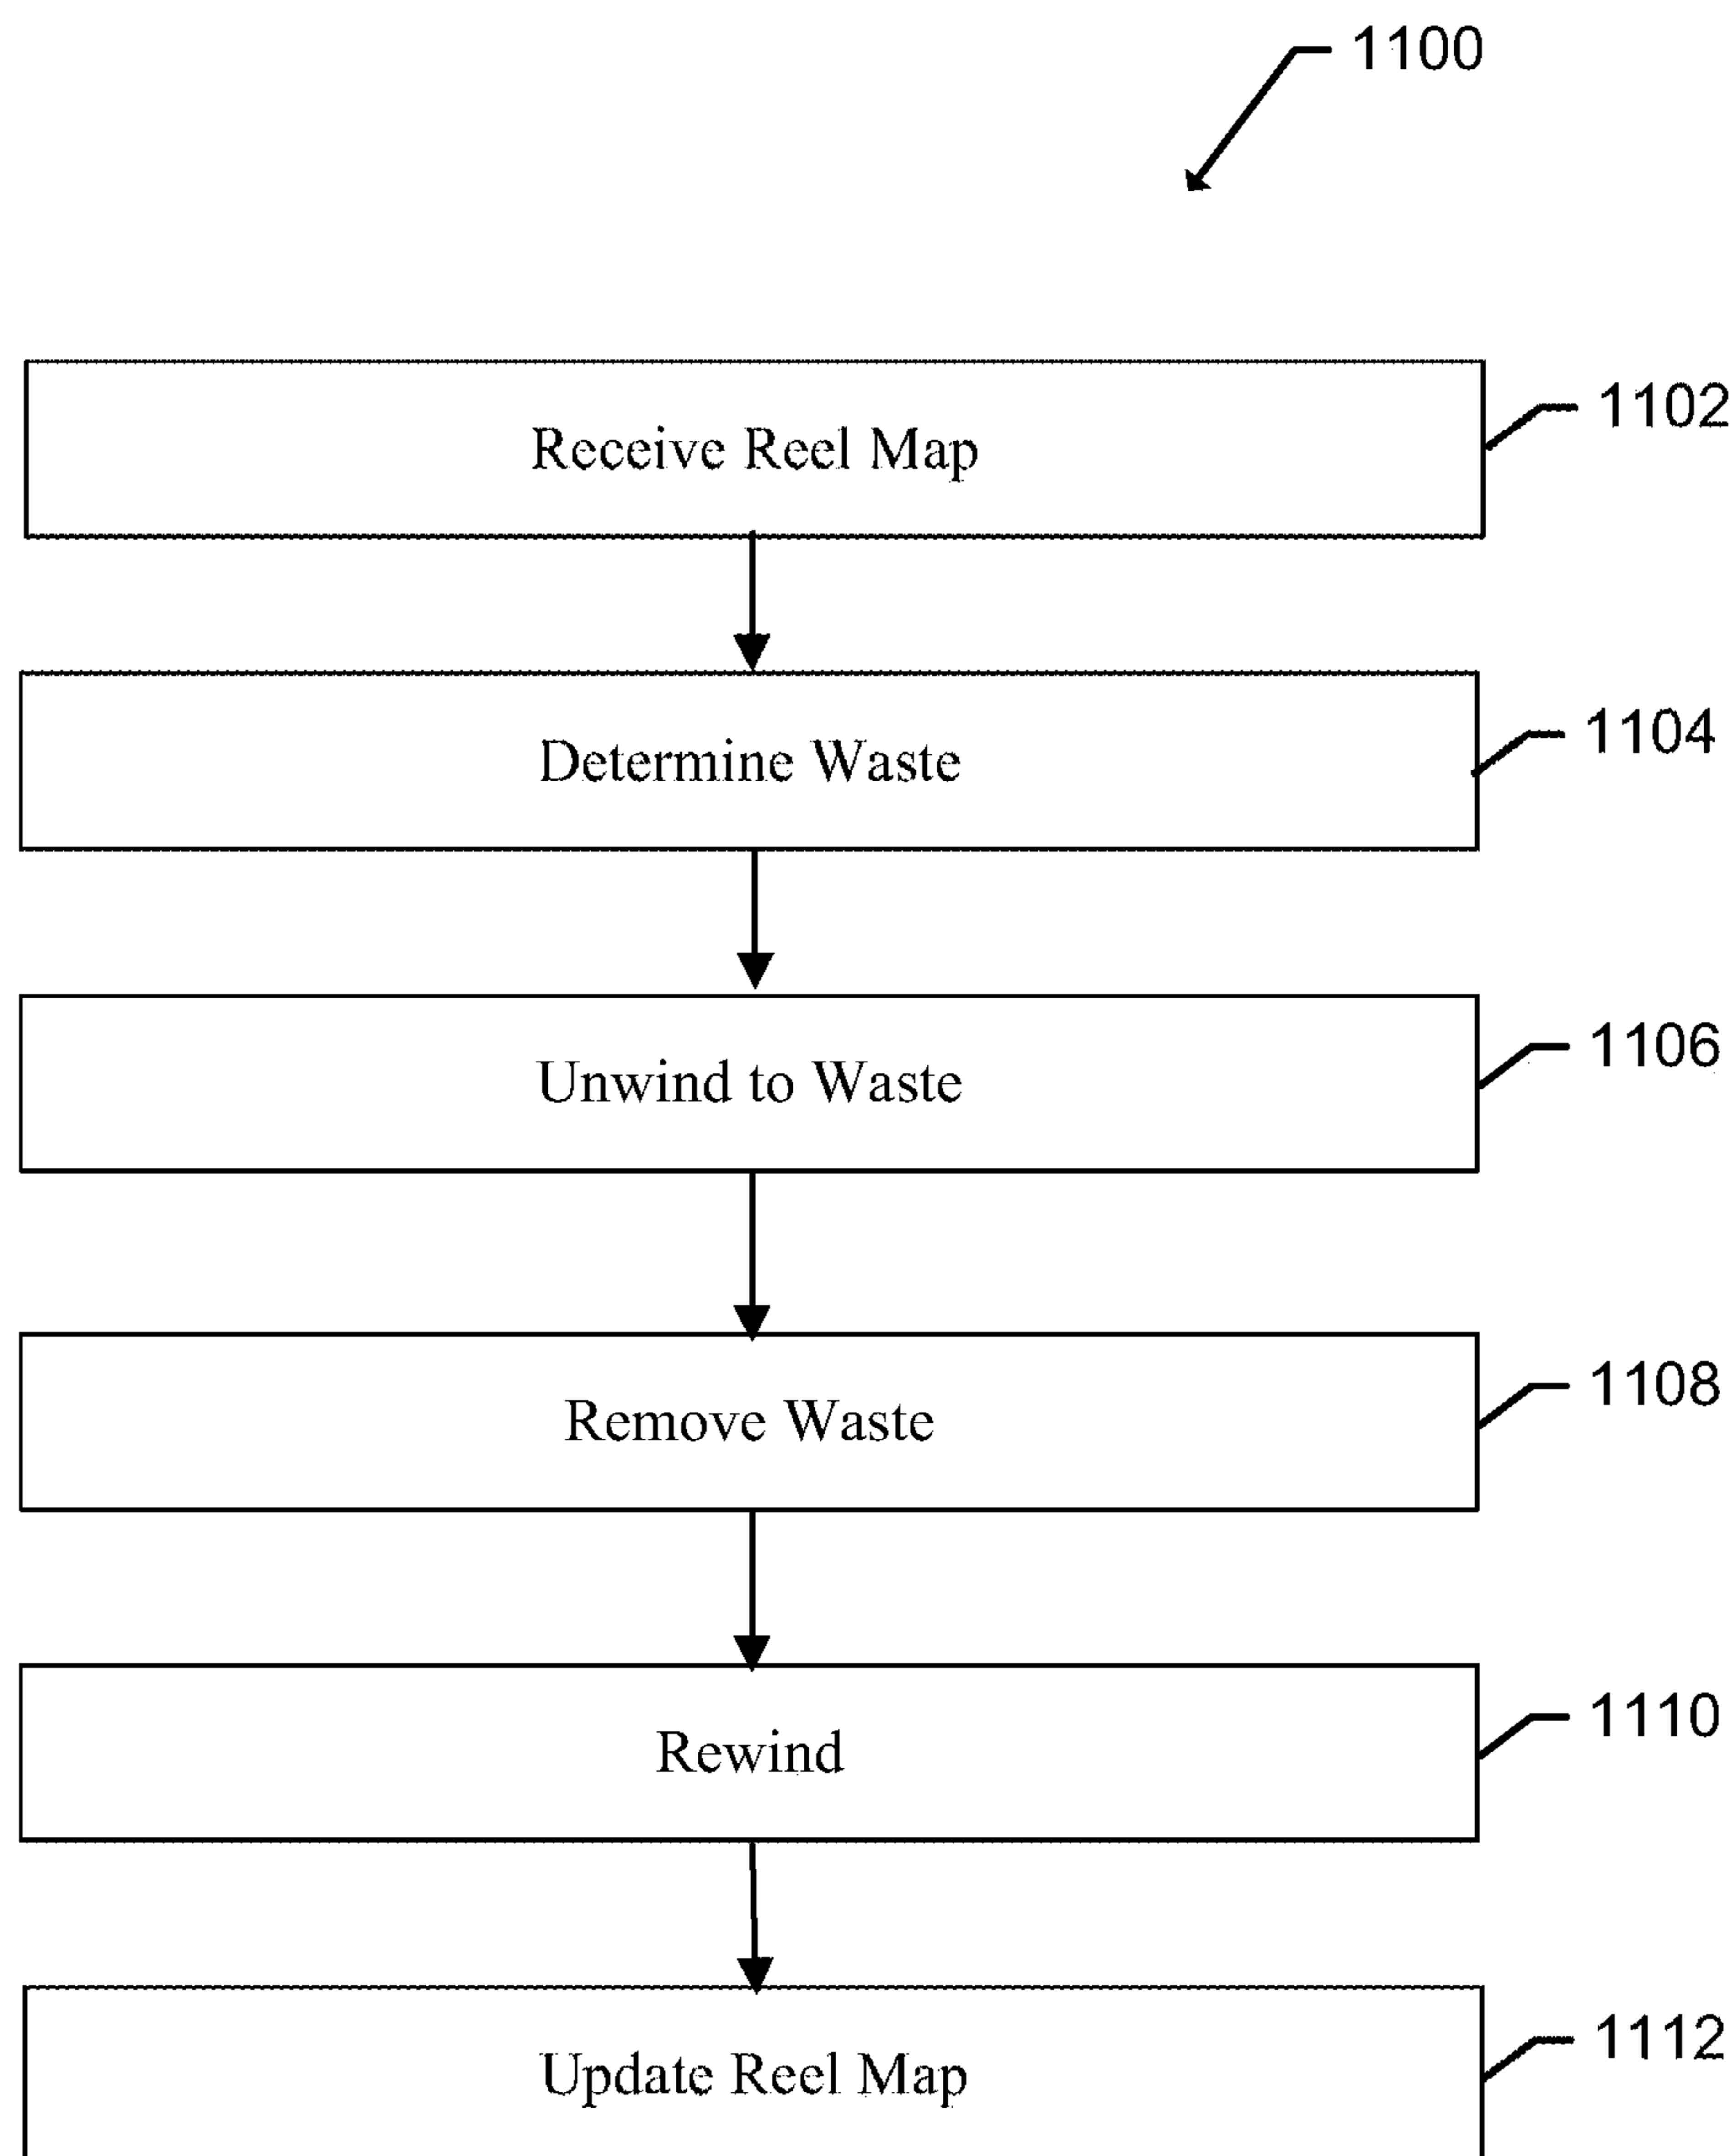 1100
Receive Reel Map
1102
Determine Waste
1104
Unwind to Waste
1106
Remove Waste
1108
Rewind
1110
Update Reel Map
1112